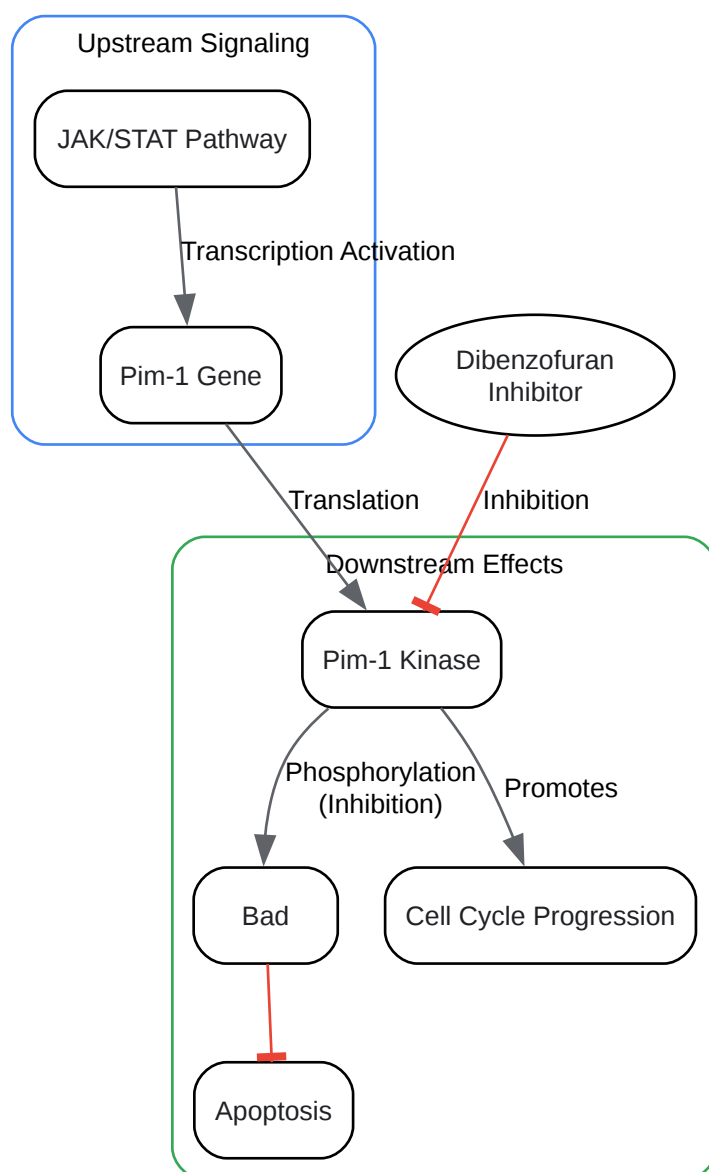 Upstream Signaling
JAK/STAT Pathway
Transcription Activation
Pim-1 Gene
Dibenzofuran
Inhibitor
Translation
Inhibition
Downstream Effects
Pim-1 Kinase
Phosphorylation
(Inhibition)
Promotes
Bad
Cell Cycle Progression
Apoptosis